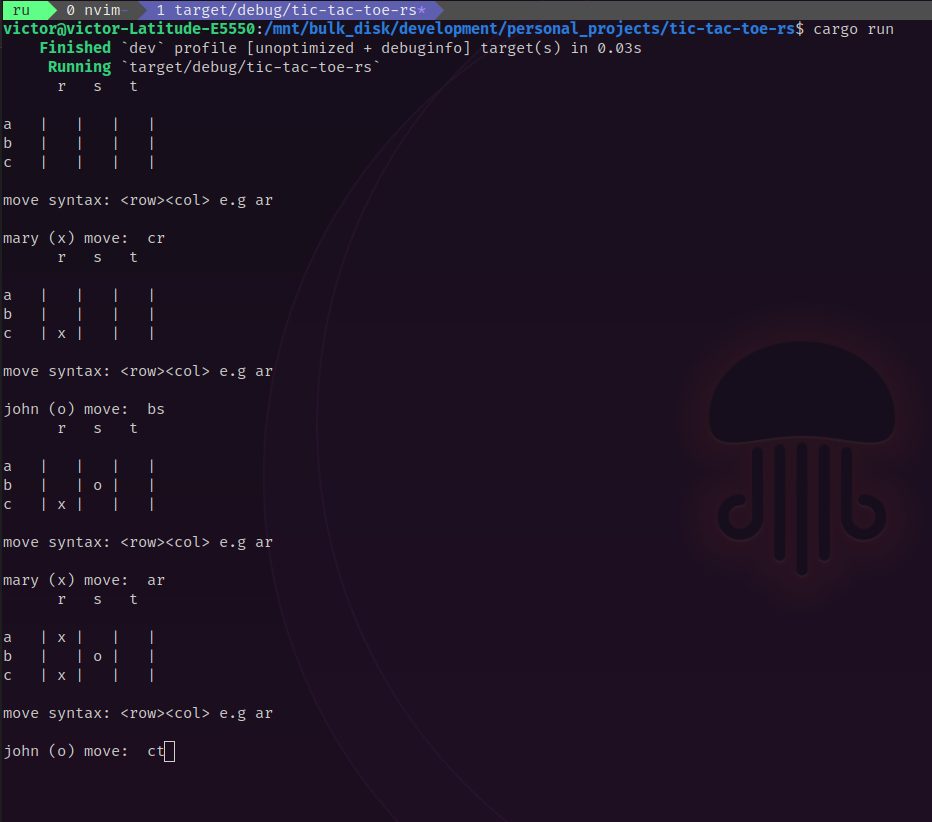 ru 0 nvim- 1 target/debug/tic-tac-toe-rs*
victor@victor-Latitude-E5550:/mnt/bulk_disk/development/personal_projects/tic-tac-toe-rs$ cargo run
    Finished `dev` profile [unoptimized + debuginfo] target(s) in 0.03s
     Running `target/debug/tic-tac-toe-rs`
      r   s   t
a   |   |   |   |
b   |   |   |   |
c   |   |   |   |
move syntax: <row><col> e.g ar
mary (x) move:  cr
      r   s   t
a   |   |   |   |
b   |   |   |   |
c   | x |   |   |
move syntax: <row><col> e.g ar
john (o) move:  bs
      r   s   t
a   |   |   |   |
b   |   | o |   |
c   | x |   |   |
move syntax: <row><col> e.g ar
mary (x) move:  ar
      r   s   t
a   | x |   |   |
b   |   | o |   |
c   | x |   |   |
move syntax: <row><col> e.g ar
john (o) move:  ct